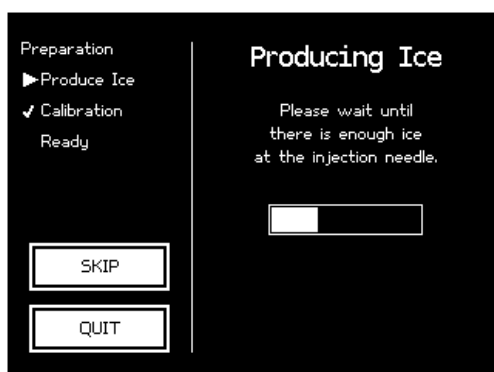 Preparation
▶Produce Ice
✓ Calibration
Ready
SKIP
QUIT
Producing Ice
Please wait until
there is enough ice
at the injection needle.